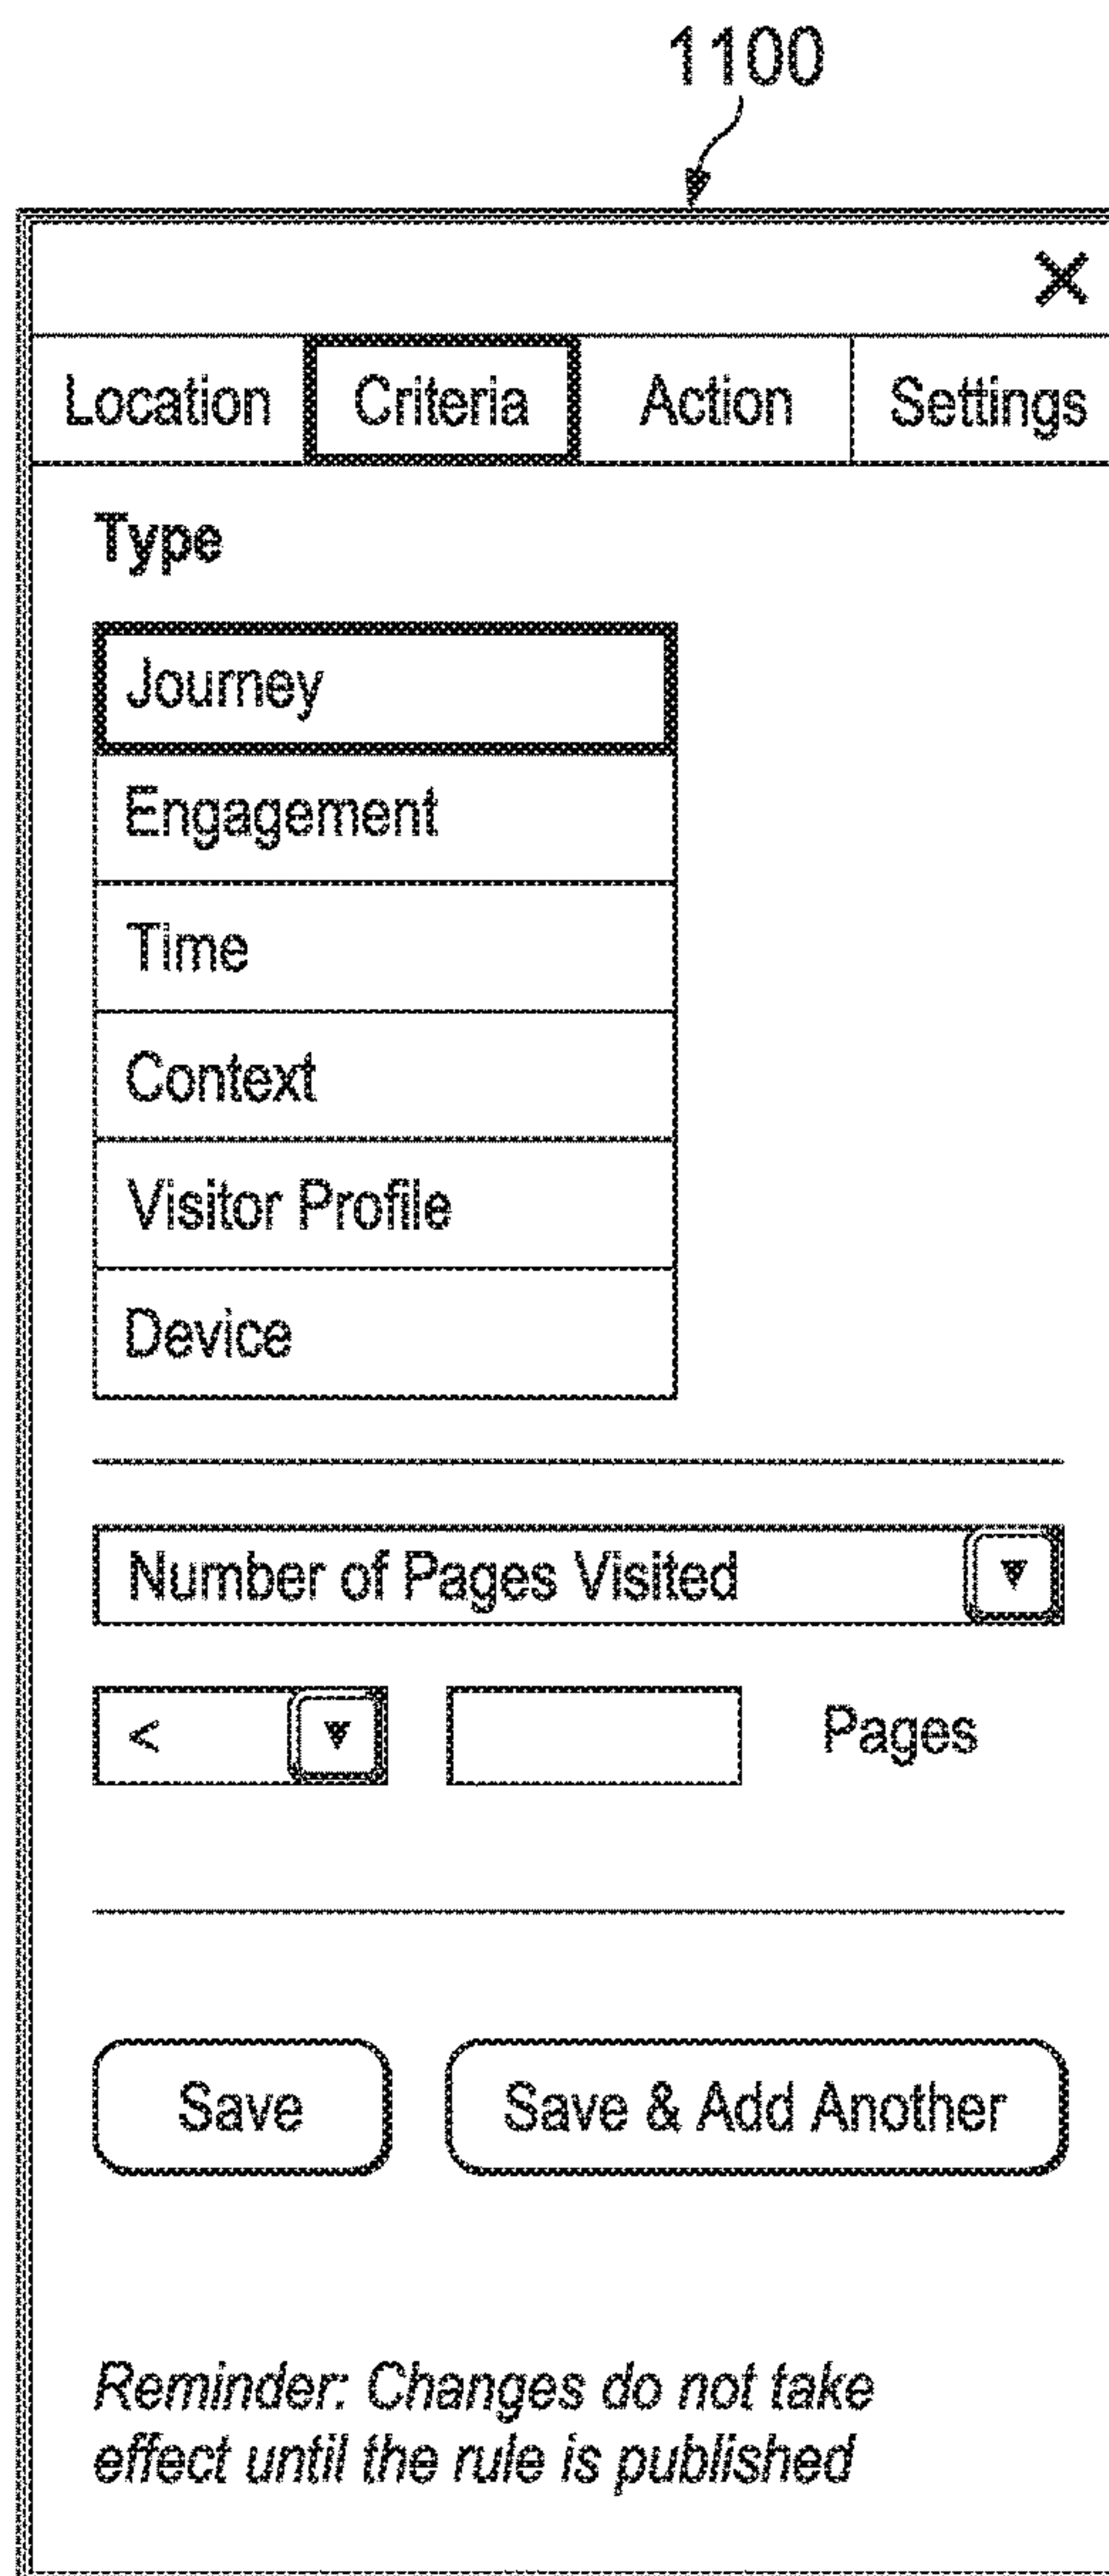 1100
×
Location Criteria Action Settings
Type
Journey
Engagement
Time
Context
Visitor Profile
Device
Number of Pages Visited
< Pages
Save Save & Add Another
Reminder: Changes do not take
effect until the rule is published